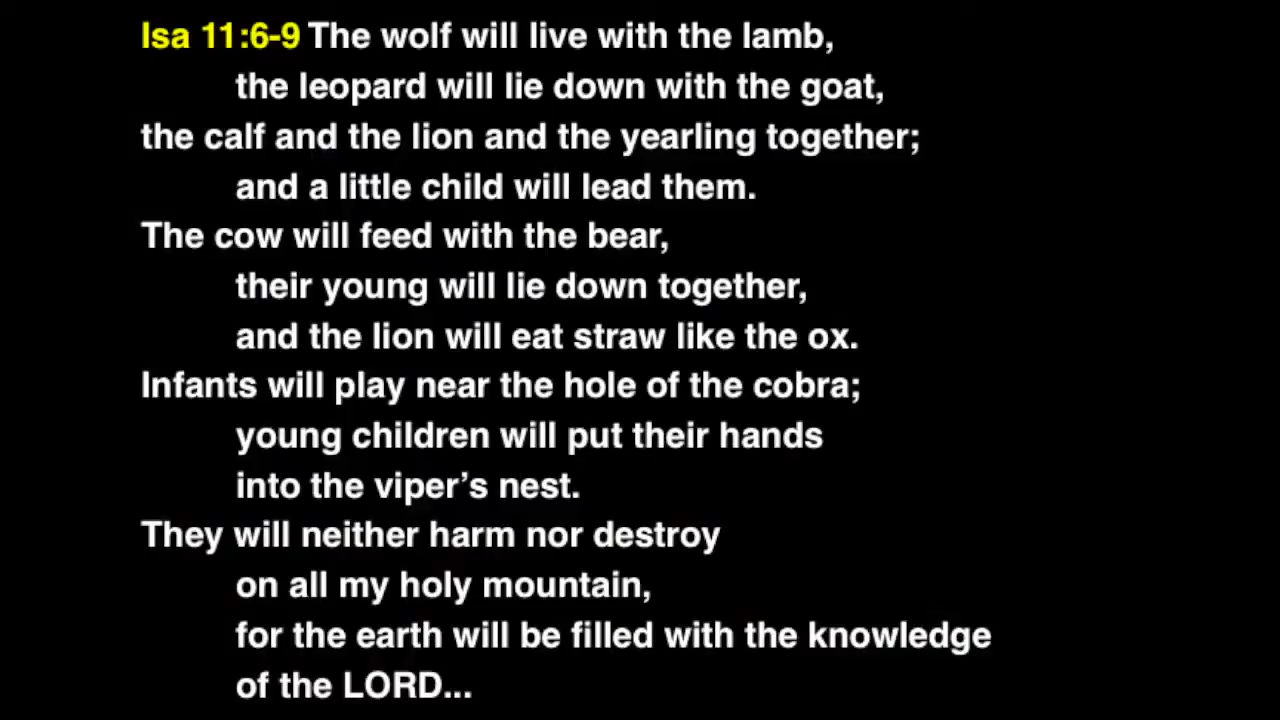 Isa 11:6-9 The wolf will live with the lamb,
the leopard will lie down with the goat,
the calf and the lion and the yearling together;
and a little child will lead them.
The cow will feed with the bear,
their young will lie down together,
and the lion will eat straw like the ox.
Infants will play near the hole of the cobra;
young children will put their hands
into the viper’s nest.
They will neither harm nor destroy
on all my holy mountain,
for the earth will be filled with the knowledge
of the LORD...